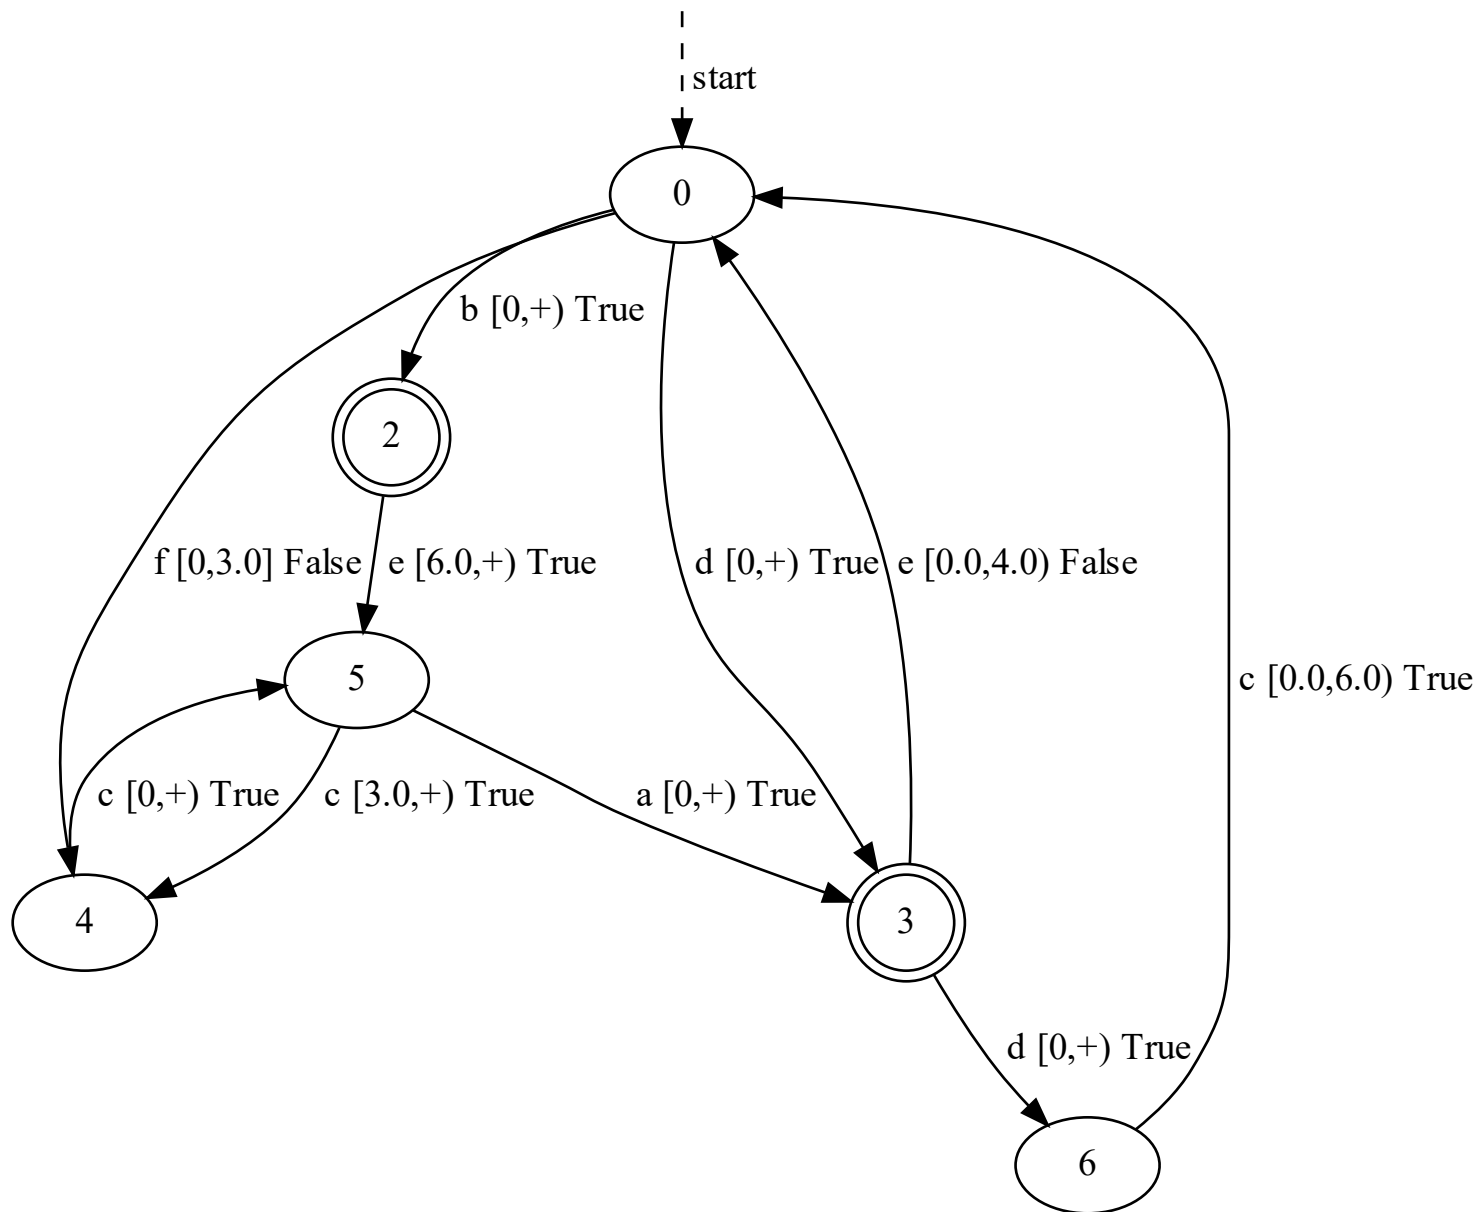 start
0
b [0,+) True
2
f [0,3.0] False
e [6.0,+) True
d [0,+) True
e [0.0,4.0) False
5
c [0.0,6.0) True
c [0,+) True
c [3.0,+) True
a [0,+) True
4
3
d [0,+) True
6